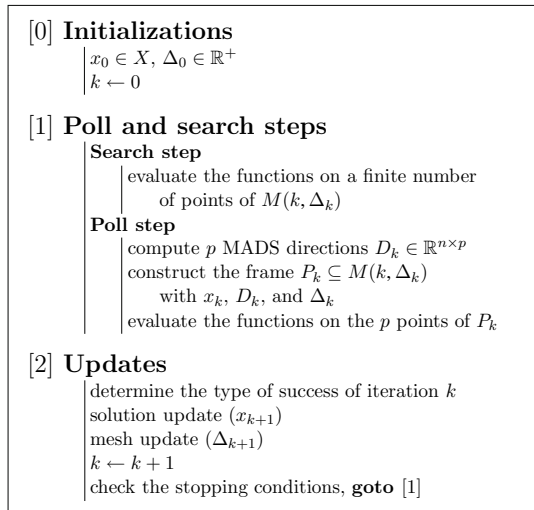 [0] Initializations
x₀ ∈ X, Δ₀ ∈ ℝ⁺
k ← 0
[1] Poll and search steps
Search step
evaluate the functions on a finite number
of points of M(k, Δₖ)
Poll step
compute p MADS directions Dₖ ∈ ℝⁿˣᵖ
construct the frame Pₖ ⊆ M(k, Δₖ)
with xₖ, Dₖ, and Δₖ
evaluate the functions on the p points of Pₖ
[2] Updates
determine the type of success of iteration k
solution update (xₖ₊₁)
mesh update (Δₖ₊₁)
k ← k + 1
check the stopping conditions, goto [1]